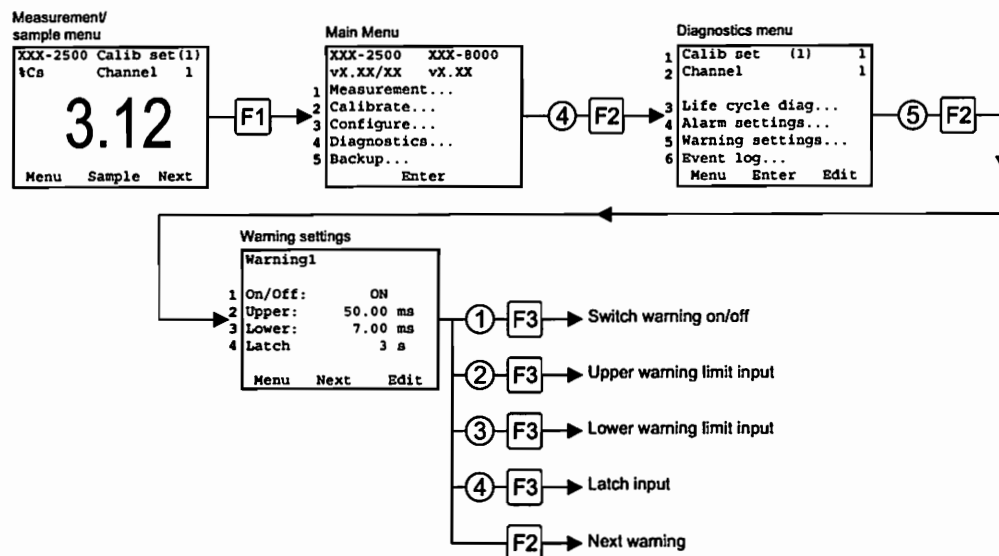 Measurement/
sample menu
XXX-2500 Calib set(1)
%Cs Channel 1
3.12
Menu Sample Next
F1
Main Menu
XXX-2500 XXX-8000
vX.XX/XX vX.XX
1 Measurement...
2 Calibrate...
3 Configure...
4 Diagnostics...
5 Backup...
Enter
4 F2
Diagnostics menu
1 Calib set (1) 1
2 Channel 1
3 Life cycle diag...
4 Alarm settings...
5 Warning settings...
6 Event log...
Menu Enter Edit
5 F2
Warning settings
Warning1
1 On/Off: ON
2 Upper: 50.00 ms
3 Lower: 7.00 ms
4 Latch 3 s
Menu Next Edit
1 F3 Switch warning on/off
2 F3 Upper warning limit input
3 F3 Lower warning limit input
4 F3 Latch input
F2 Next warning